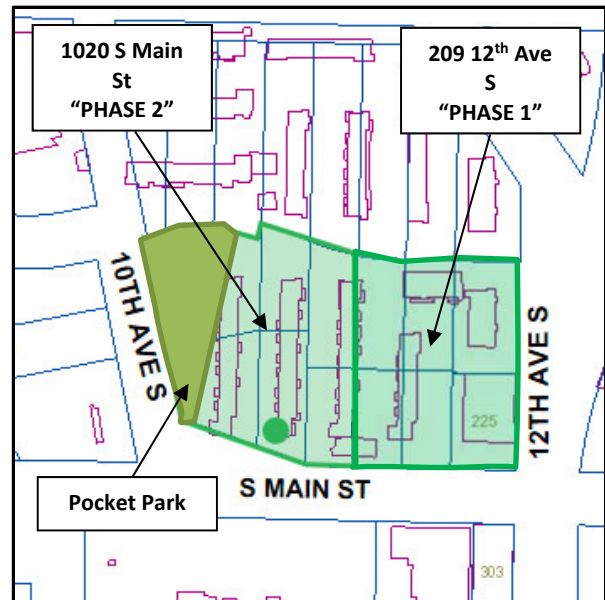 1020 S Main
St
“PHASE 2”
209 12th Ave
S
“PHASE 1”
10TH AVE S
12TH AVE S
225
Pocket Park
S MAIN ST
303